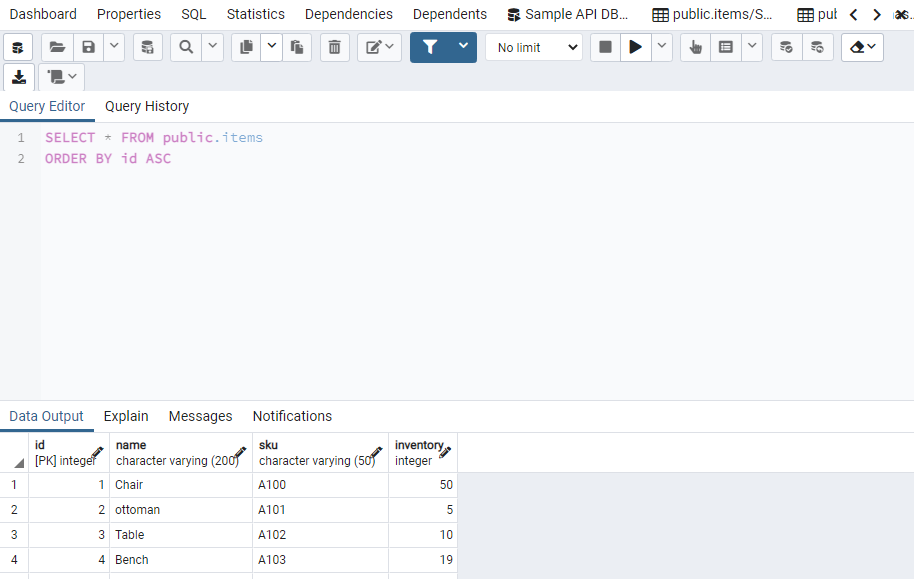 Dashboard Properties SQL Statistics Dependencies Dependents Sample API DB... public.items/S... pub
No limit
Query Editor Query History
1 SELECT * FROM public.items
2 ORDER BY id ASC
Data Output Explain Messages Notifications
id name sku inventory
[PK] integer character varying (200) character varying (50) integer
1 1 Chair A100 50
2 2 ottoman A101 5
3 3 Table A102 10
4 4 Bench A103 19